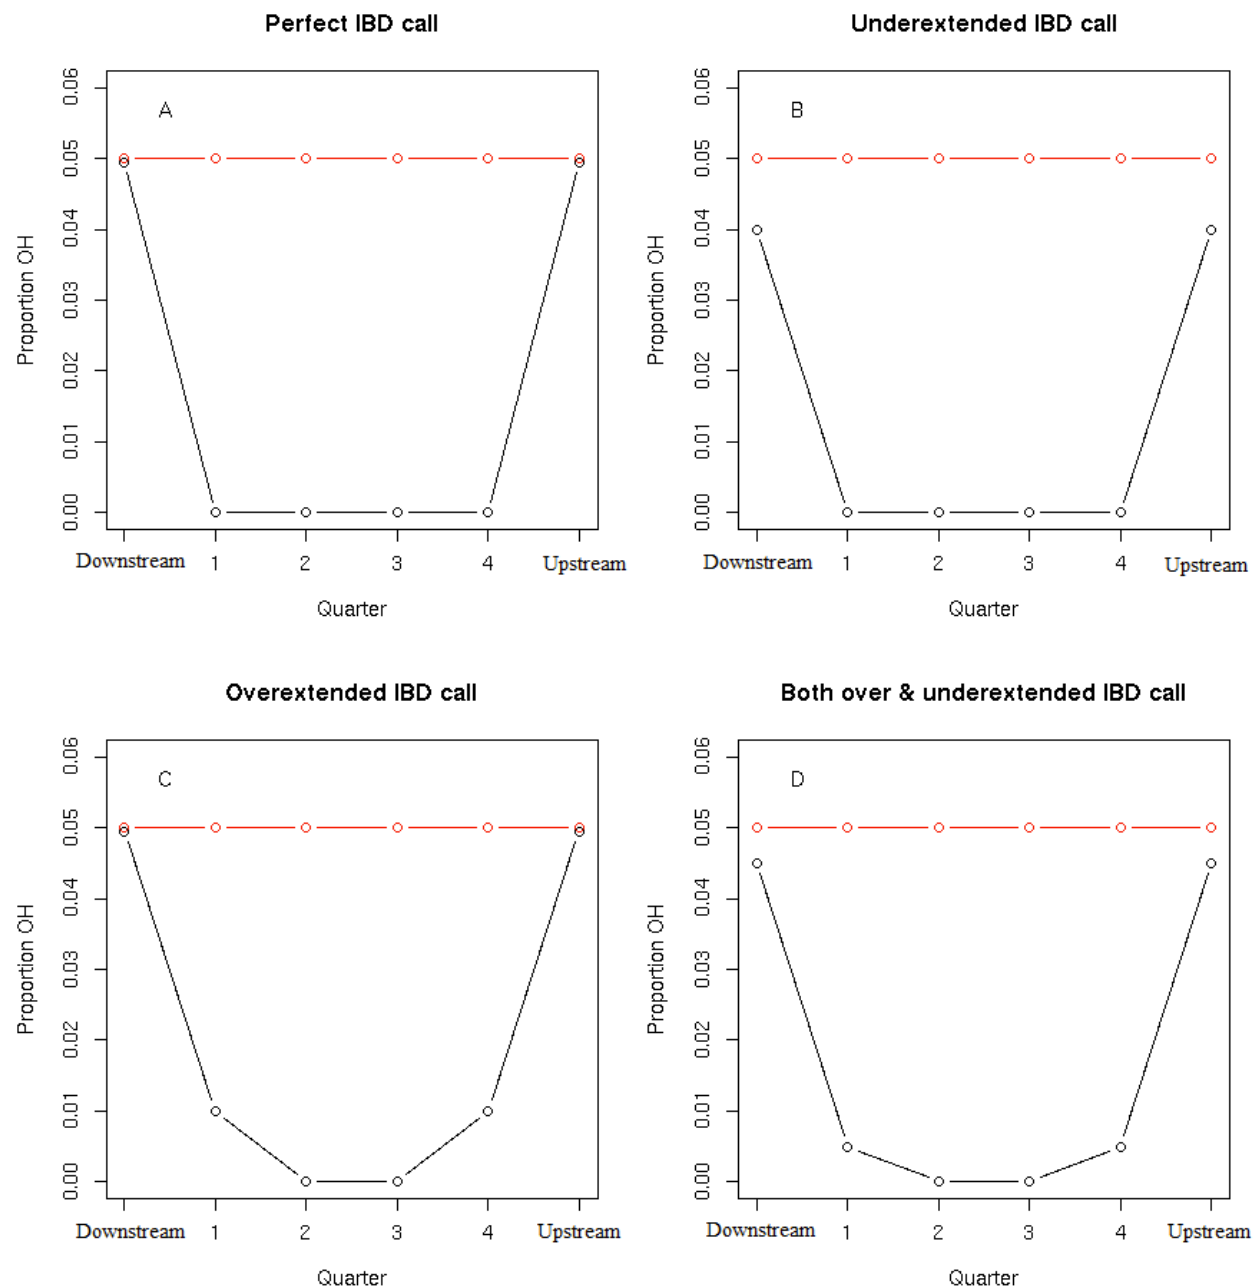 Perfect IBD call
A
Proportion OH
0.00 0.01 0.02 0.03 0.04 0.05 0.06
Downstream 1 2 3 4 Upstream
Quarter
Underextended IBD call
B
Proportion OH
0.00 0.01 0.02 0.03 0.04 0.05 0.06
Downstream 1 2 3 4 Upstream
Quarter
Overextended IBD call
C
Proportion OH
0.00 0.01 0.02 0.03 0.04 0.05 0.06
Downstream 1 2 3 4 Upstream
Quarter
Both over & underextended IBD call
D
Proportion OH
0.00 0.01 0.02 0.03 0.04 0.05 0.06
Downstream 1 2 3 4 Upstream
Quarter